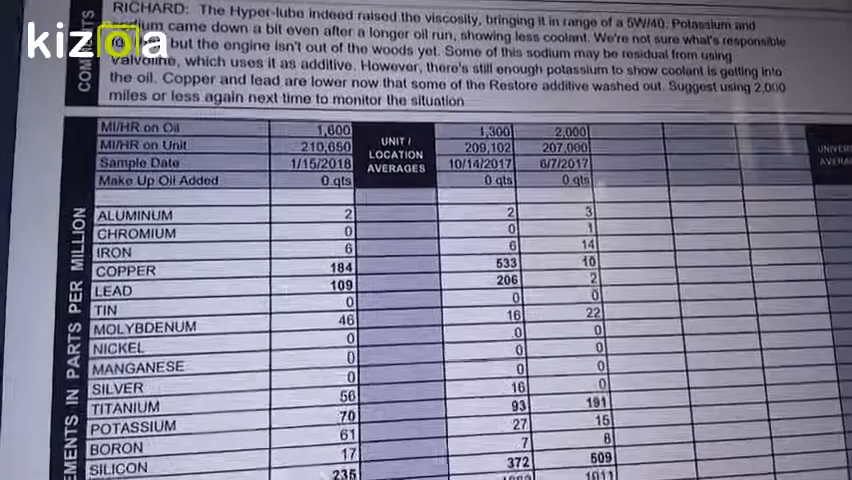 RICHARD: The Hyper-lube indeed raised the viscosity, bringing it in range of a 5W/40. Potassium and
came down a bit even after a longer oil run, showing less coolant. We're not sure what's responsible
but the engine isn't out of the woods yet. Some of this sodium may be residual from using
Valvoline, which uses it as additive. However, there's still enough potassium to show coolant is getting into
the oil. Copper and lead are lower now that some of the Restore additive washed out. Suggest using 2,000
miles or less again next time to monitor the situation
kizoa
MI/HR on Oil 1,600 UNIT / LOCATION AVERAGES 1,300 2,000
MI/HR on Unit 210,650 209,102 207,000
Sample Date 1/15/2018 10/14/2017 6/7/2017
Make Up Oil Added 0 qts 0 qts 0 qts
PARTS PER MILLION
ALUMINUM 2 2 3
CHROMIUM 0 0 1
IRON 6 6 14
COPPER 184 533 10
LEAD 109 206 2
TIN 0 0 0
MOLYBDENUM 46 16 22
NICKEL 0 0 0
MANGANESE 0 0 0
SILVER 0 0 0
TITANIUM 56 16 0
POTASSIUM 70 93 191
BORON 61 27 15
SILICON 17 7 8
235 372 509
1011